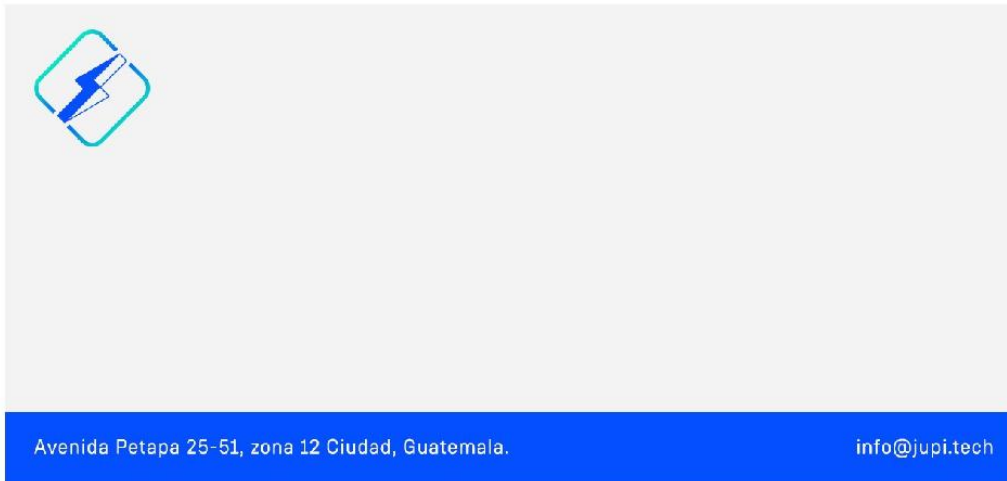 Avenida Petapa 25-51, zona 12 Ciudad, Guatemala.
info@jupi.tech